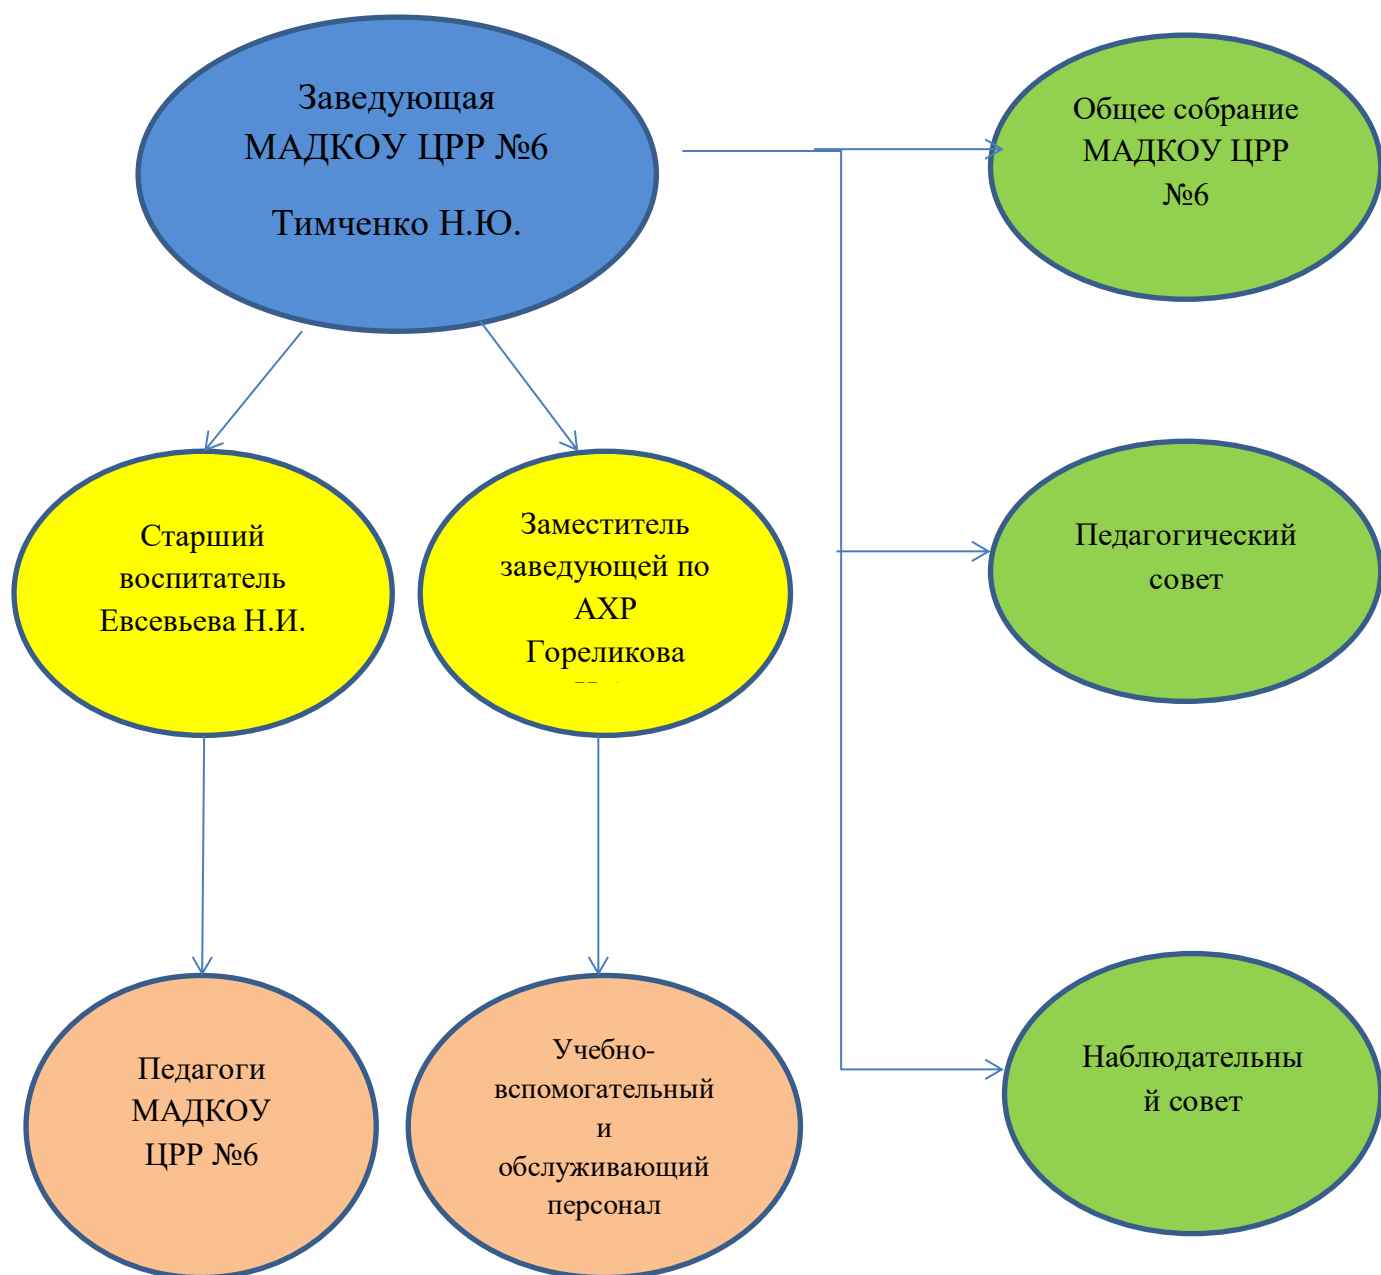 Заведующая
МАДКОУ ЦРР №6
Тимченко Н.Ю.
Общее собрание
МАДКОУ ЦРР
№6
Старший
воспитатель
Евсевьева Н.И.
Заместитель
заведующей по
АХР
Гореликова
Педагогический
совет
Педагоги
МАДКОУ
ЦРР №6
Учебно-
вспомогательный
и
обслуживающий
персонал
Наблюдательны
й совет